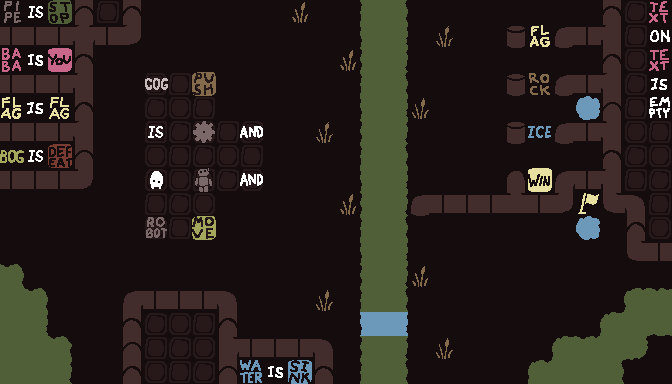 PIPE IS STOP
BABA IS YOU
FLAG IS FLAG
BOG IS DEFEAT
COG PUSH
IS AND
AND
ROBOT MOVE
WATER IS SINK
FLAG
ROCK
ICE
WIN
TEXT
ON
TEXT
IS
EMPTY